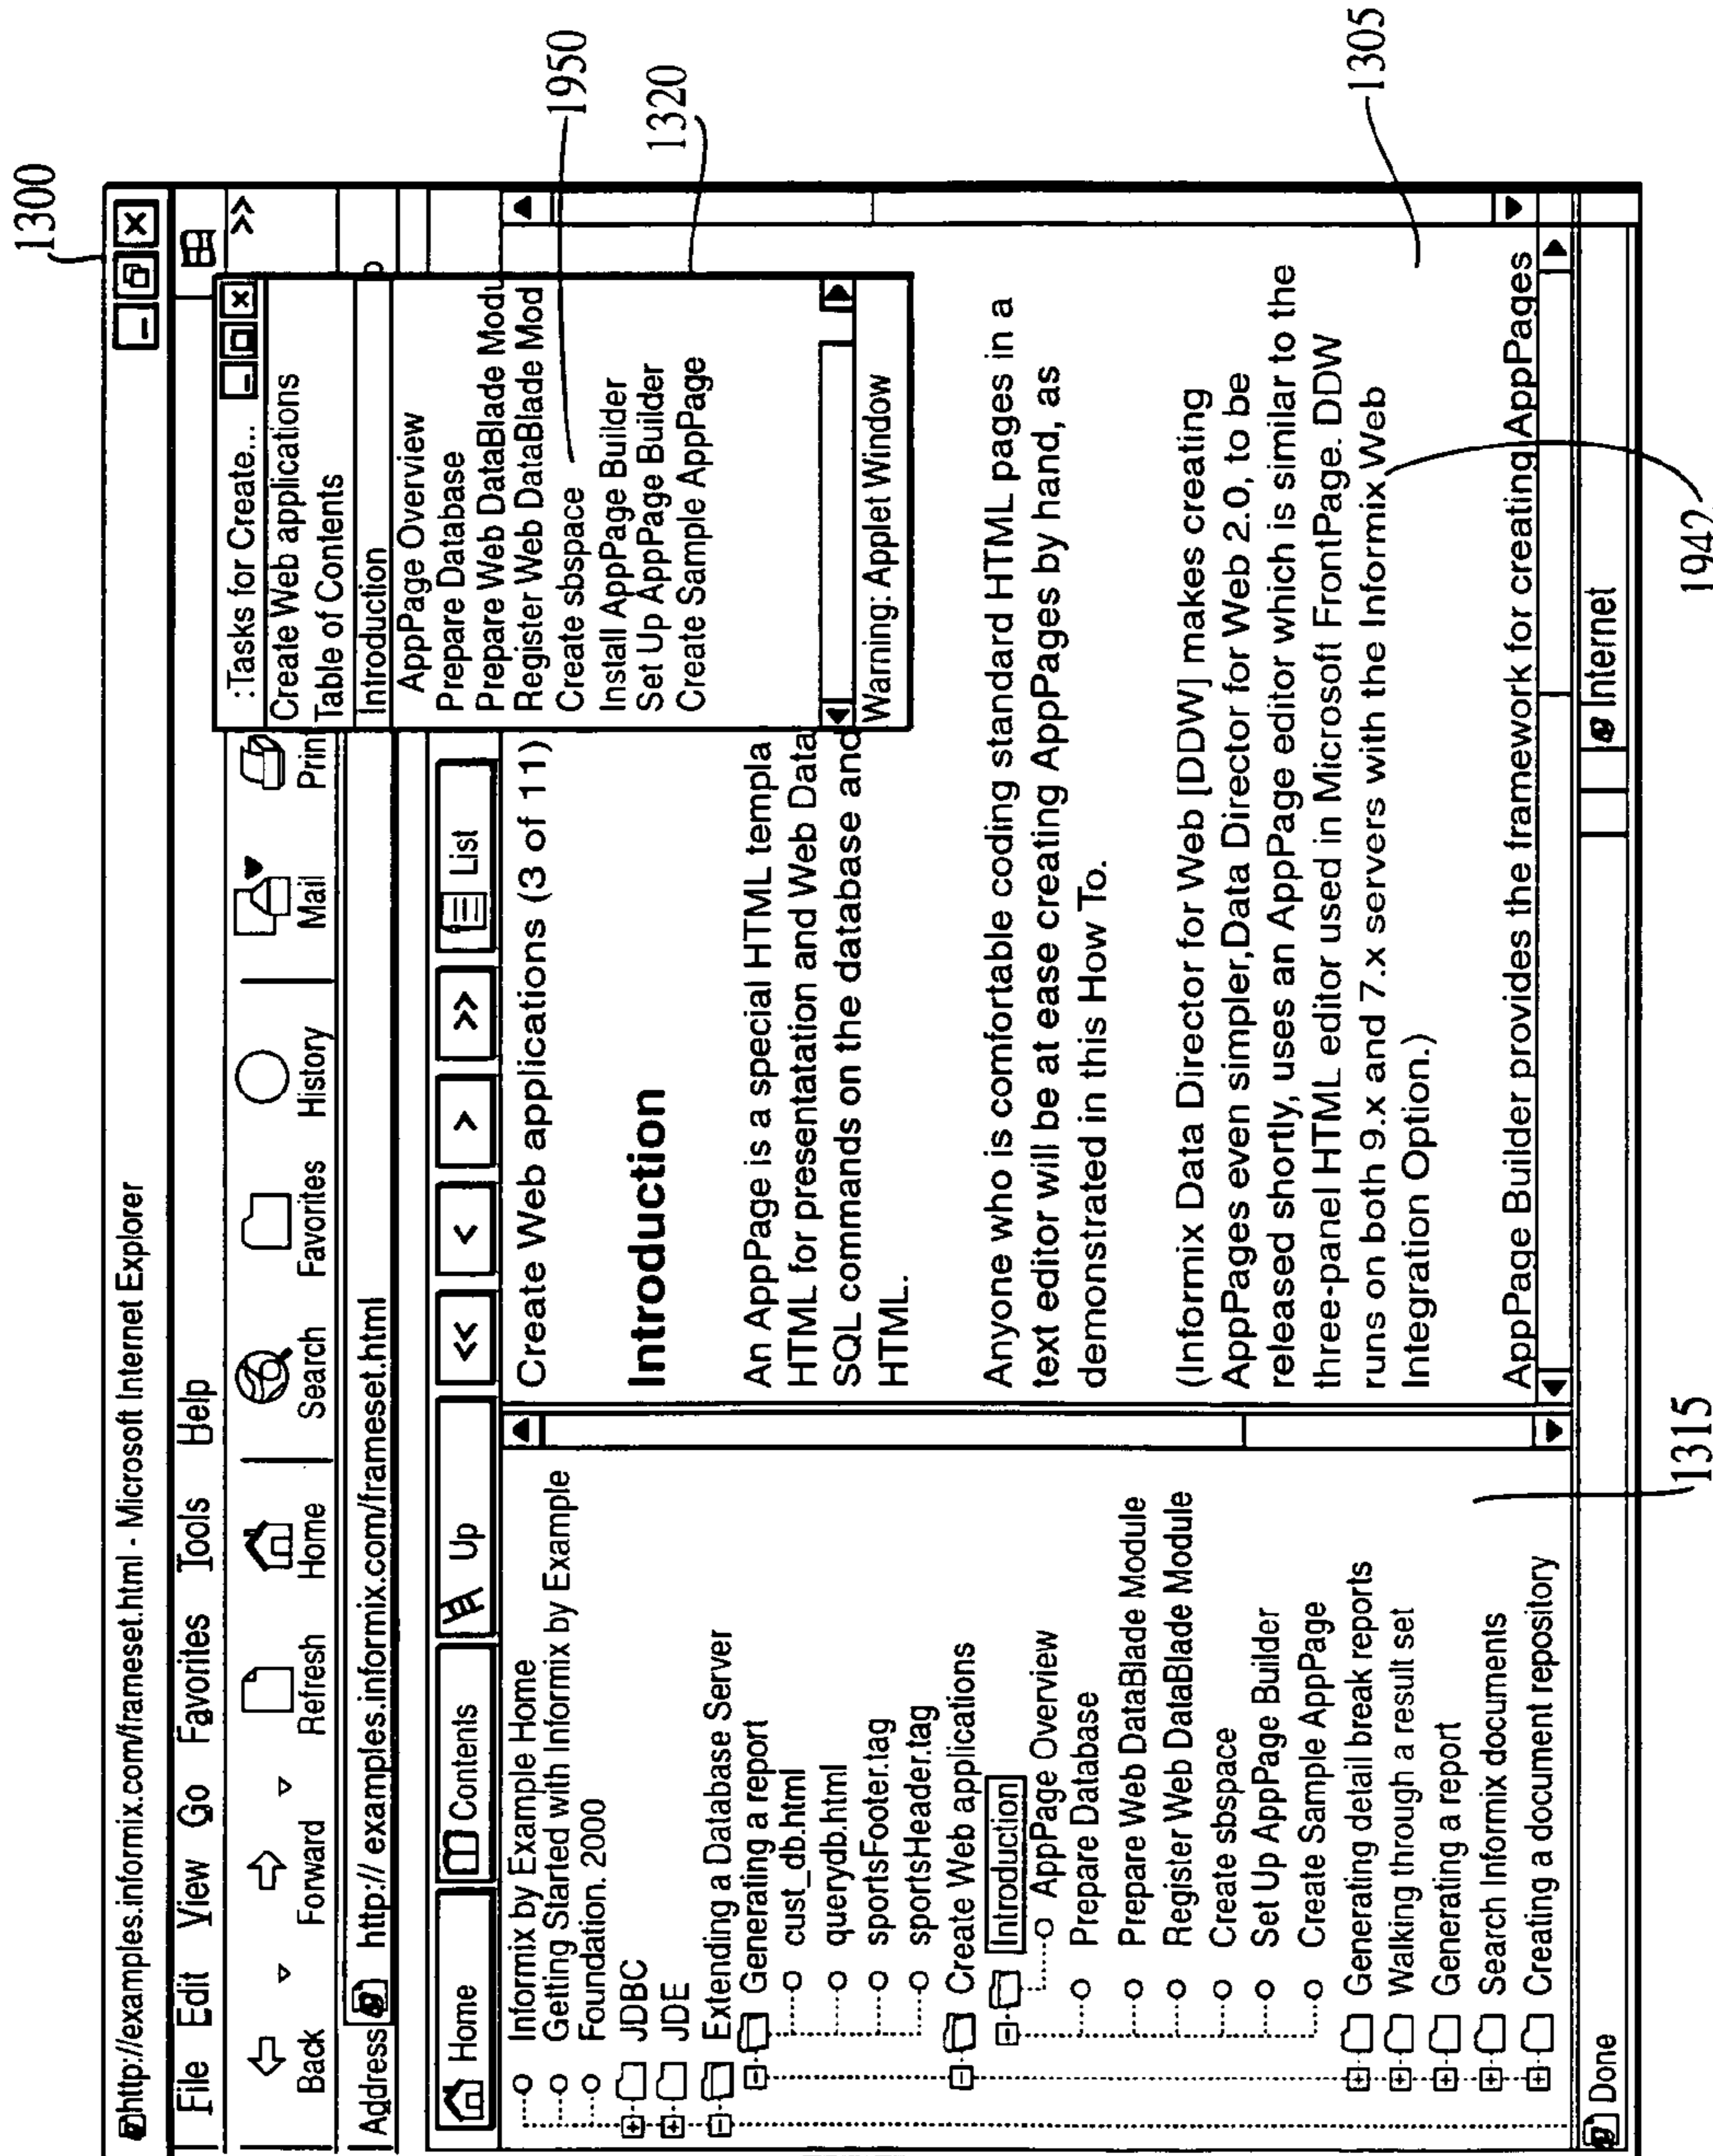 1300
http://examples.informix.com/frameset.html - Microsoft Internet Explorer
File Edit View Go Favorites Tools Help
Back Forward Refresh Home Search Favorites History Mail Print >>
Address http:// examples.informix.com/frameset.html
Home Contents Up << < > >> List
Informix by Example Home
Getting Started with Informix by Example
Foundation. 2000
JDBC
JDE
Extending a Database Server
Generating a report
cust_db.html
querydb.html
sportsFooter.tag
sportsHeader.tag
Create Web applications
Introduction
AppPage Overview
Prepare Database
Prepare Web DataBlade Module
Register Web DataBlade Module
Create sbspace
Set Up AppPage Builder
Create Sample AppPage
Generating detail break reports
Walking through a result set
Generating a report
Search Informix documents
Creating a document repository
1315
Create Web applications (3 of 11)
Introduction
An AppPage is a special HTML templa
HTML for presentatation and Web Data
SQL commands on the database and
HTML.
Anyone who is comfortable coding standard HTML pages in a
text editor will be at ease creating AppPages by hand, as
demonstrated in this How To.
(Informix Data Director for Web [DDW] makes creating
AppPages even simpler,Data Director for Web 2.0, to be
released shortly, uses an AppPage editor which is similar to the
three-panel HTML editor used in Microsoft FrontPage. DDW
runs on both 9.x and 7.x servers with the Informix Web
Integration Option.)
AppPage Builder provides the framework for creating AppPages
:Tasks for Create...
Create Web applications
Table of Contents
Introduction
AppPage Overview
Prepare Database
Prepare Web DataBlade Modu
Register Web DataBlade Mod
Create sbspace
Install AppPage Builder
Set Up AppPage Builder
Create Sample AppPage
Warning: Applet Window
1950
1320
1305
1942
Done
Internet